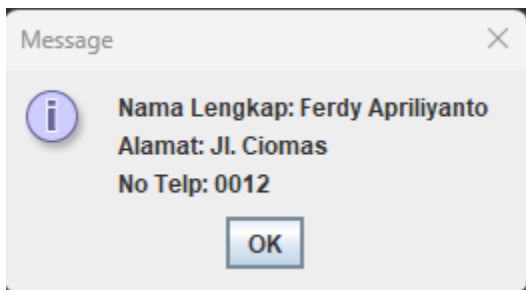 Message
Nama Lengkap: Ferdy Apriliyanto
Alamat: Jl. Ciomas
No Telp: 0012
OK